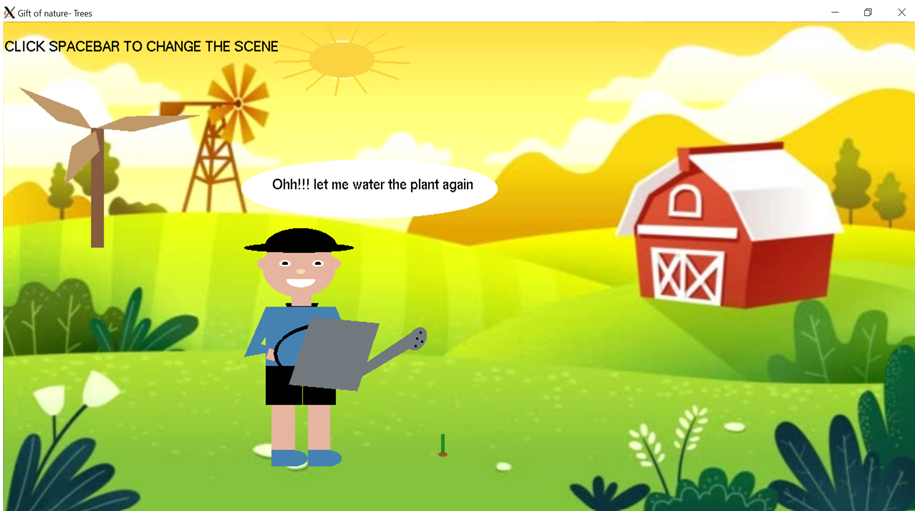 Gift of nature- Trees
CLICK SPACEBAR TO CHANGE THE SCENE
Ohh!!! let me water the plant again